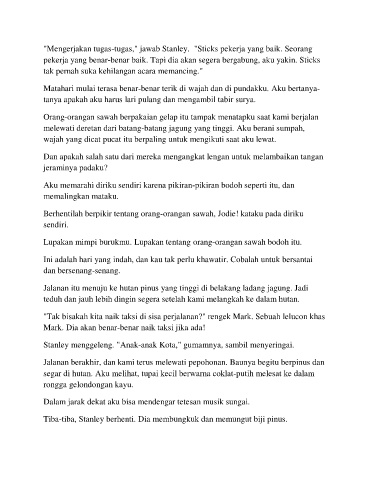 "Mengerjakan tugas-tugas," jawab Stanley.  "Sticks pekerja yang baik. Seorang
pekerja yang benar-benar baik. Tapi dia akan segera bergabung, aku yakin. Sticks
tak pernah suka kehilangan acara memancing."
Matahari mulai terasa benar-benar terik di wajah dan di pundakku. Aku bertanya-
tanya apakah aku harus lari pulang dan mengambil tabir surya.
Orang-orangan sawah berpakaian gelap itu tampak menatapku saat kami berjalan
melewati deretan dari batang-batang jagung yang tinggi. Aku berani sumpah,
wajah yang dicat pucat itu berpaling untuk mengikuti kami saat aku lewat.
Dan apakah salah satu dari mereka mengangkat lengan untuk melambaikan tangan
jeraminya padaku?
Aku memarahi diriku sendiri karena pikiran-pikiran bodoh seperti itu, dan
memalingkan mataku.
Berhentilah berpikir tentang orang-orangan sawah, Jodie! kataku pada diriku
sendiri.
Lupakan mimpi burukmu. Lupakan tentang orang-orangan sawah bodoh itu.
Ini adalah hari yang indah, dan kau tak perlu khawatir. Cobalah untuk bersantai
dan bersenang-senang.
Jalanan itu menuju ke hutan pinus yang tinggi di belakang ladang jagung. Jadi
teduh dan jauh lebih dingin segera setelah kami melangkah ke dalam hutan.
"Tak bisakah kita naik taksi di sisa perjalanan?" rengek Mark. Sebuah lelucon khas
Mark. Dia akan benar-benar naik taksi jika ada!
Stanley menggeleng. "Anak-anak Kota," gumamnya, sambil menyeringai.
Jalanan berakhir, dan kami terus melewati pepohonan. Baunya begitu berpinus dan
segar di hutan. Aku melihat, tupai kecil berwarna coklat-putih melesat ke dalam
rongga gelondongan kayu.
Dalam jarak dekat aku bisa mendengar tetesan musik sungai.
Tiba-tiba, Stanley berhenti. Dia membungkuk dan memungut biji pinus.